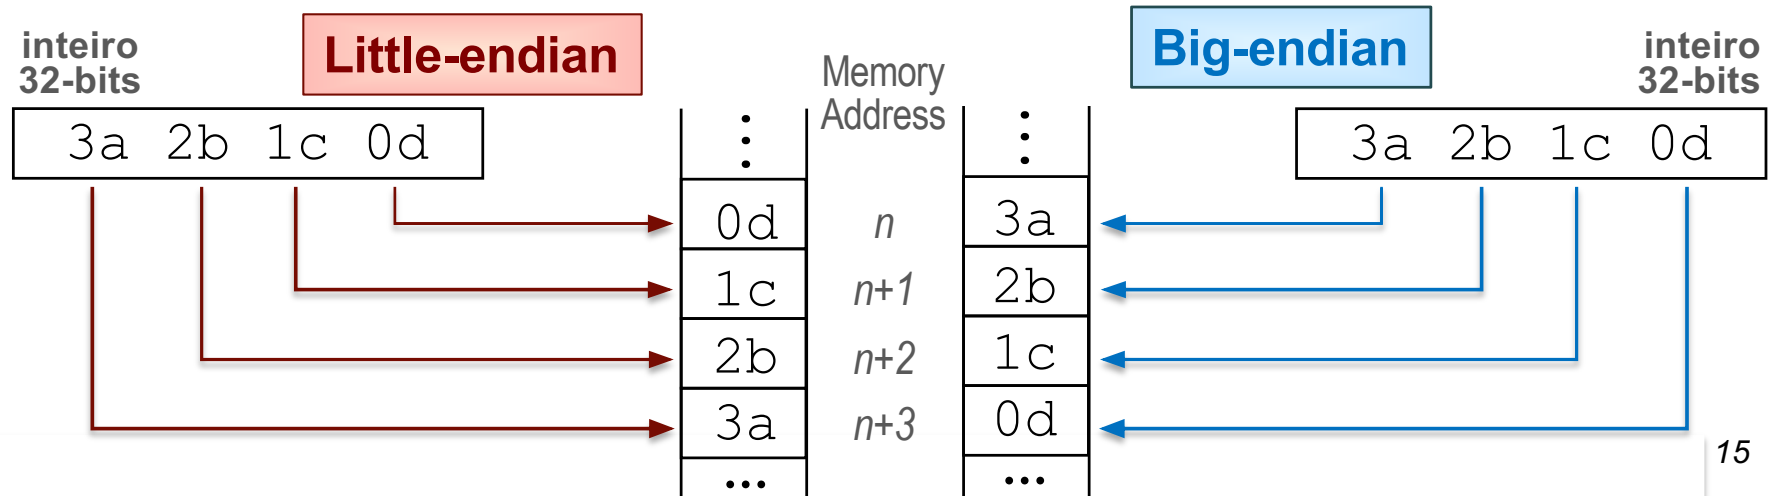 inteiro
32-bits
Little-endian
Memory
Address
Big-endian
inteiro
32-bits
3a 2b 1c 0d
3a 2b 1c 0d
0d n 3a
1c n+1 2b
2b n+2 1c
3a n+3 0d
... ...
15